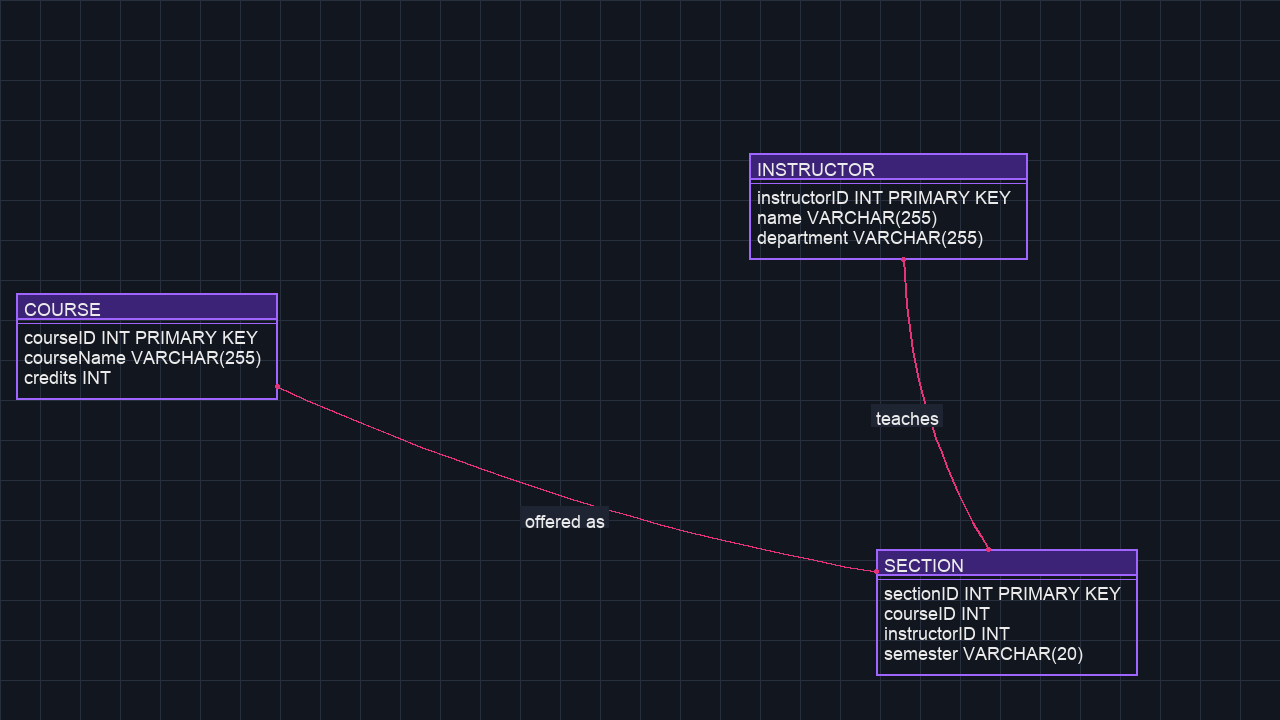 INSTRUCTOR
instructorID INT PRIMARY KEY
name VARCHAR(255)
department VARCHAR(255)
COURSE
courseID INT PRIMARY KEY
courseName VARCHAR(255)
credits INT
teaches
offered as
SECTION
sectionID INT PRIMARY KEY
courseID INT
instructorID INT
semester VARCHAR(20)